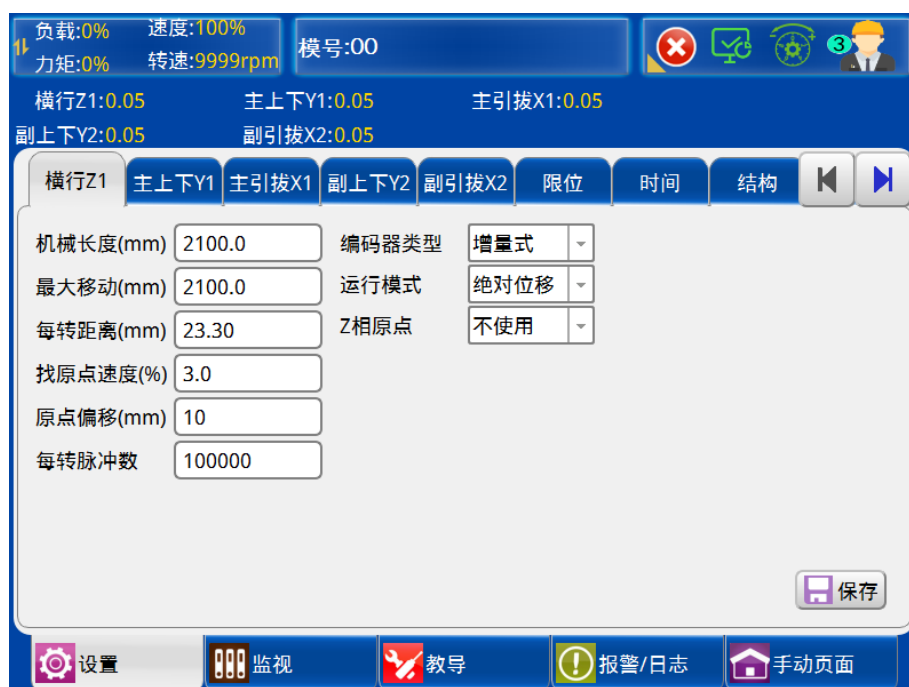 负载:0% 速度:100%
力矩:0% 转速:9999rpm
模号:00
3
横行Z1:0.05 主上下Y1:0.05 主引拔X1:0.05
副上下Y2:0.05 副引拔X2:0.05
横行Z1 主上下Y1 主引拔X1 副上下Y2 副引拔X2 限位 时间 结构
机械长度(mm) 2100.0 编码器类型 增量式
最大移动(mm) 2100.0 运行模式 绝对位移
每转距离(mm) 23.30 Z相原点 不使用
找原点速度(%) 3.0
原点偏移(mm) 10
每转脉冲数 100000
保存
设置 监视 教导 报警/日志 手动页面